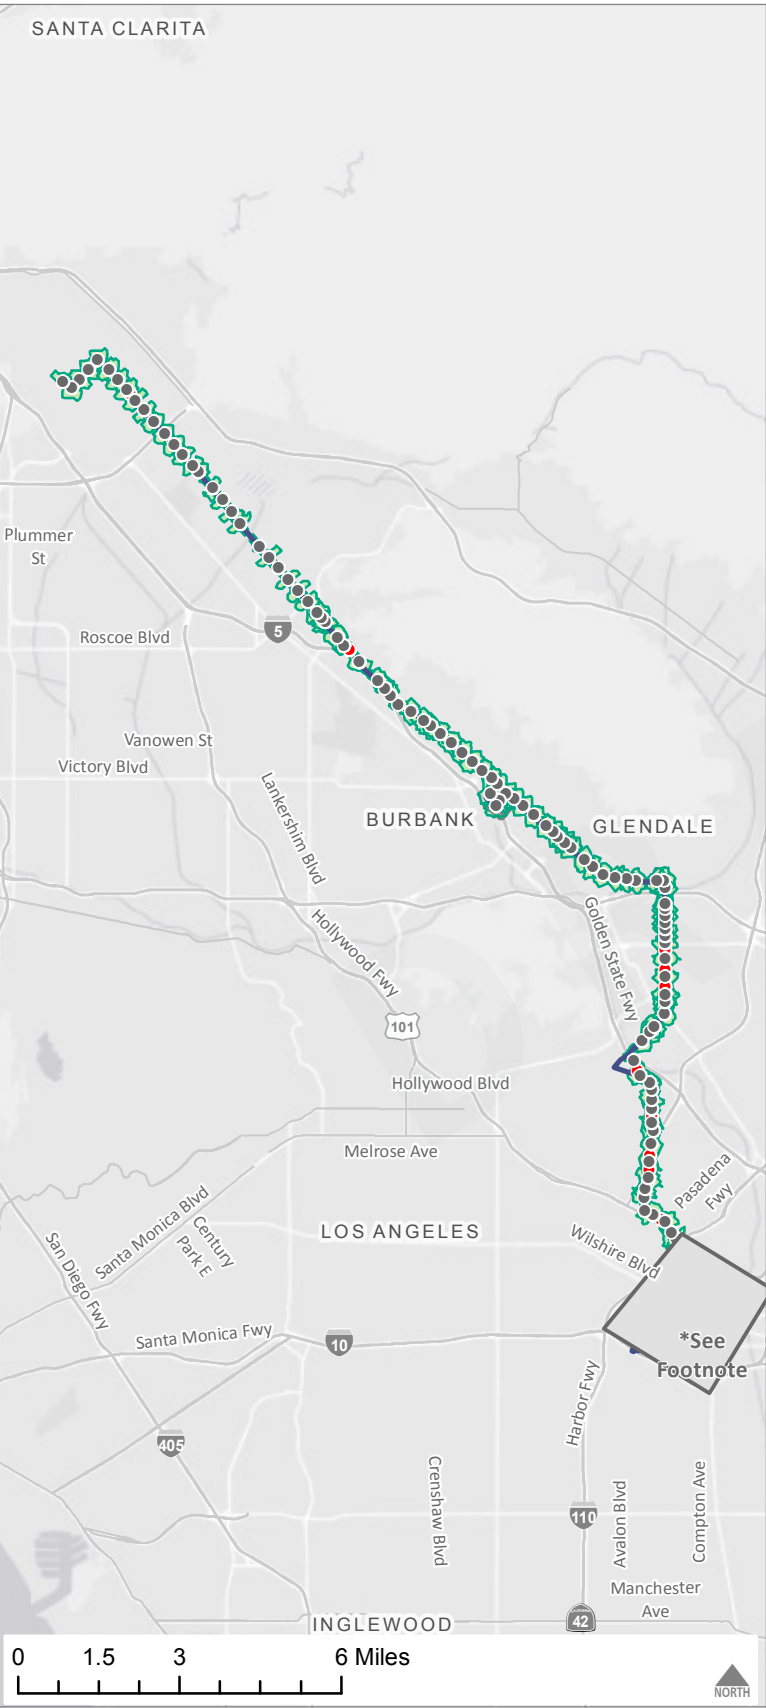 SANTA CLARITA
Plummer
St
5
Roscoe Blvd
Vanowen St
Victory Blvd
Lankershim Blvd
BURBANK
GLENDALE
Golden State Fwy
Hollywood Fwy
101
Hollywood Blvd
Melrose Ave
Pasadena
Fwy
Santa Monica Blvd
Century
Park E
LOS ANGELES
Wilshire Blvd
San Diego Fwy
Santa Monica Fwy
10
*See
Footnote
Harbor Fwy
405
Crenshaw Blvd
110
Avalon Blvd
Compton Ave
Manchester
Ave
INGLEWOOD
42
0 1.5 3 6 Miles
NORTH